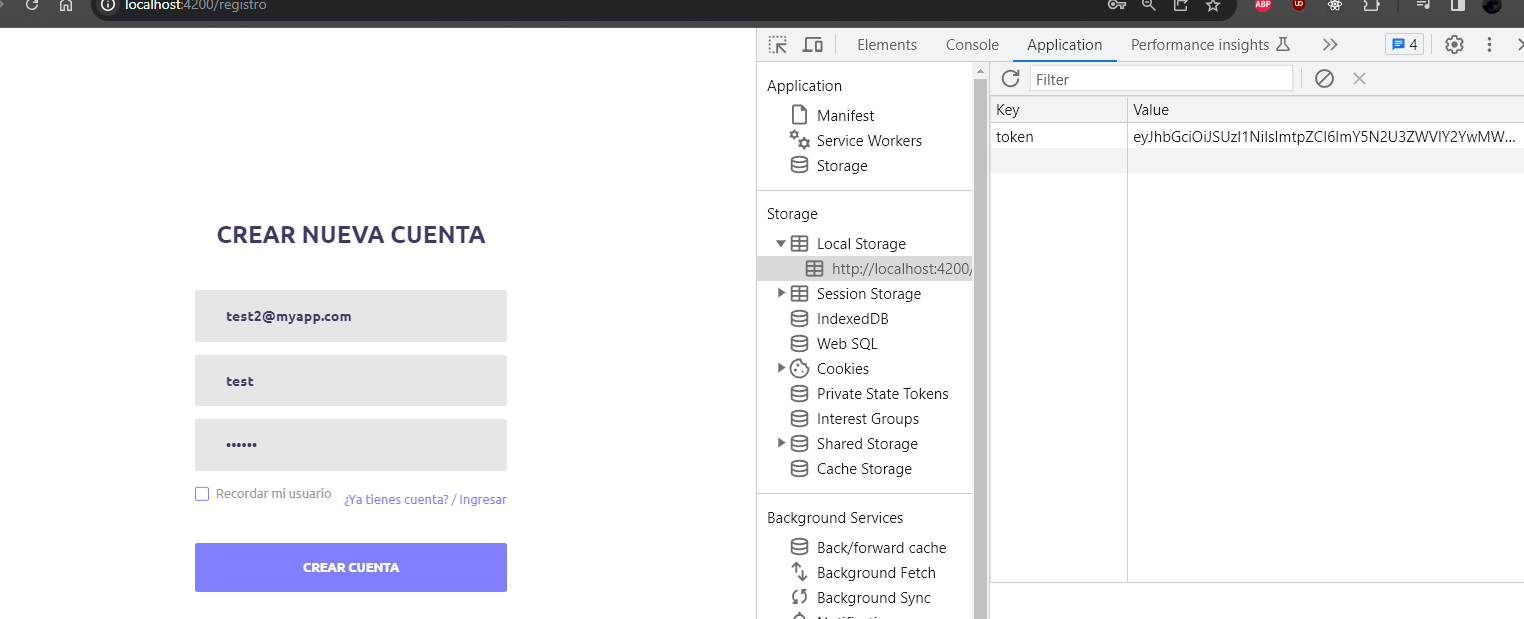 localhost:4200/registro
ABP
CREAR NUEVA CUENTA
test2@myapp.com
test
••••••
Recordar mi usuario
¿Ya tienes cuenta? / Ingresar
CREAR CUENTA
Elements
Console
Application
Performance insights
4
Application
Manifest
Service Workers
Storage
Storage
Local Storage
http://localhost:4200/
Session Storage
IndexedDB
Web SQL
Cookies
Private State Tokens
Interest Groups
Shared Storage
Cache Storage
Background Services
Back/forward cache
Background Fetch
Background Sync
Filter
Key Value
token eyJhbGciOiJSUzI1NiIsImtpZCI6ImY5N2U3ZWVlY2YwMW...